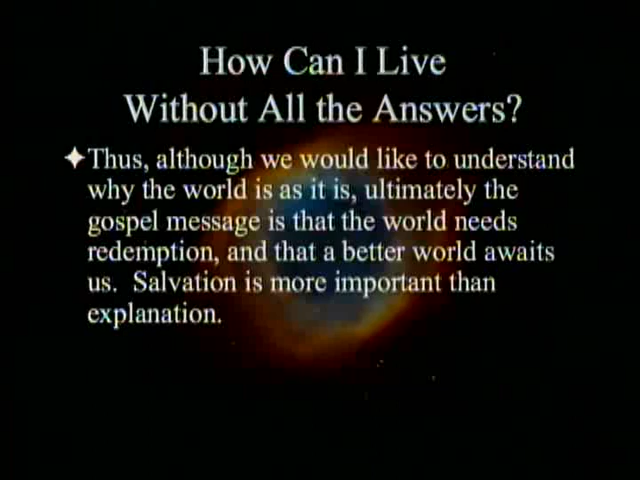 How Can I Live
Without All the Answers?
Thus, although we would like to understand
why the world is as it is, ultimately the
gospel message is that the world needs
redemption, and that a better world awaits
us.  Salvation is more important than
explanation.